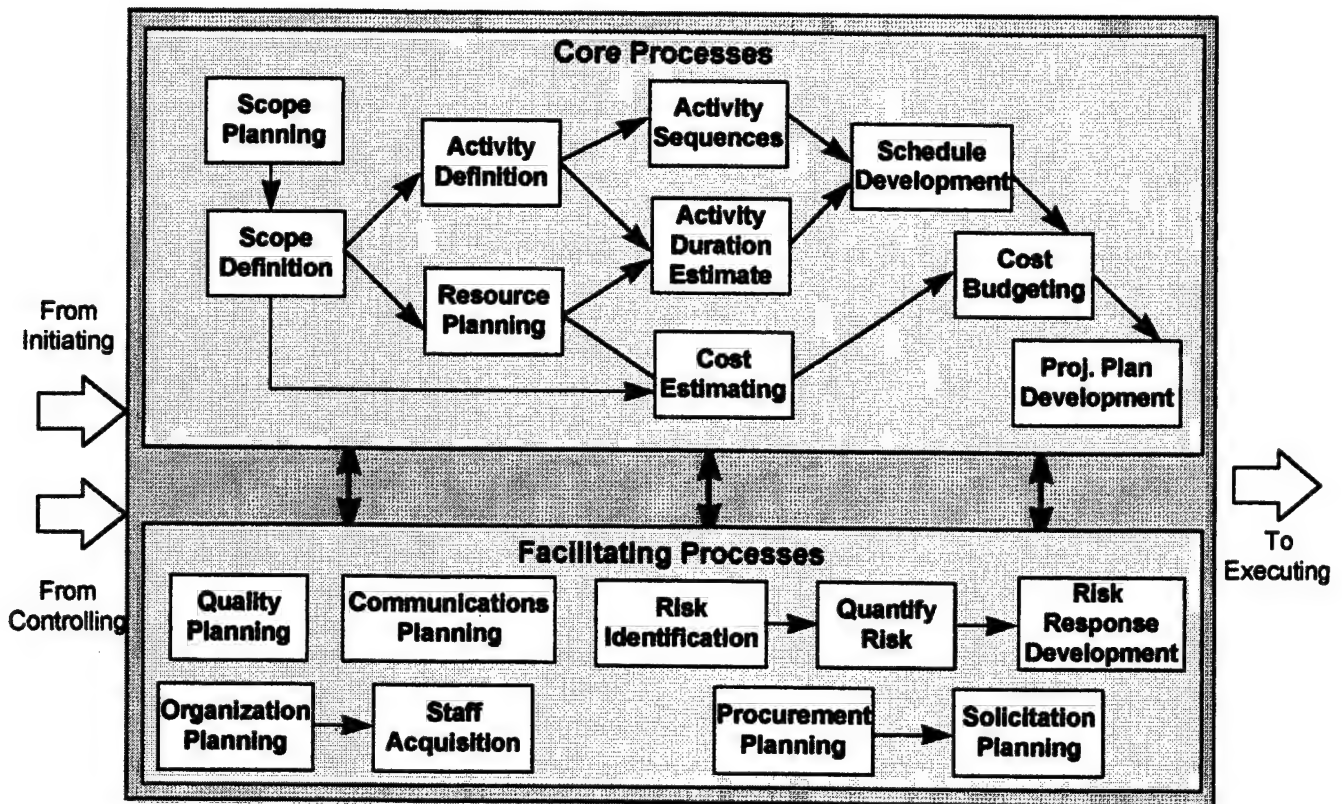 Core Processes
Scope
Planning
Activity
Sequences
Activity
Definition
Schedule
Development
Scope
Definition
Activity
Duration
Estimate
Cost
Budgeting
Resource
Planning
Cost
Estimating
Proj. Plan
Development
From
Initiating
From
Controlling
To
Executing
Facilitating Processes
Quality
Planning
Communications
Planning
Risk
Identification
Quantify
Risk
Risk
Response
Development
Organization
Planning
Staff
Acquisition
Procurement
Planning
Solicitation
Planning